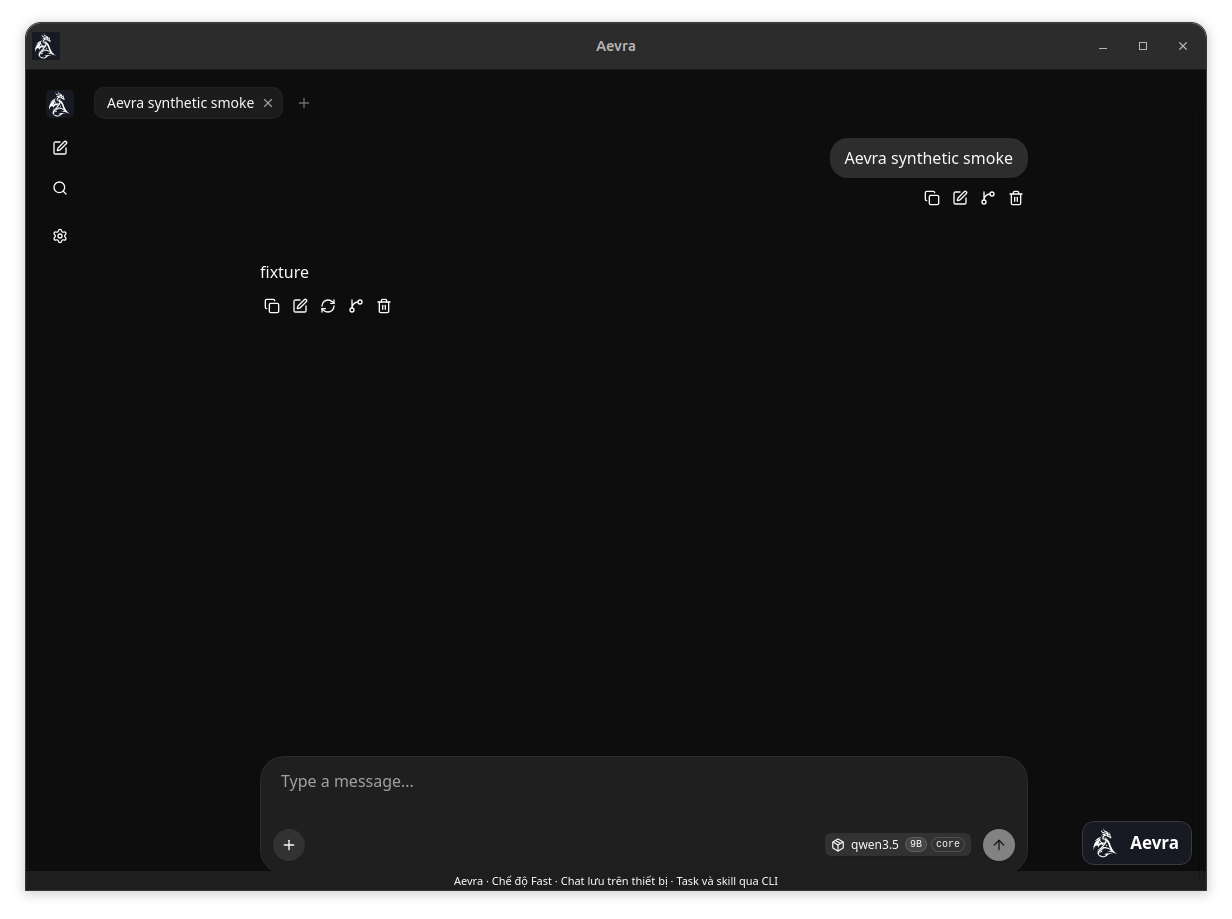 Aevra
Aevra synthetic smoke
Aevra synthetic smoke
fixture
Type a message...
qwen3.5 9B core
Aevra
Aevra · Chế độ Fast · Chat lưu trên thiết bị · Task và skill qua CLI